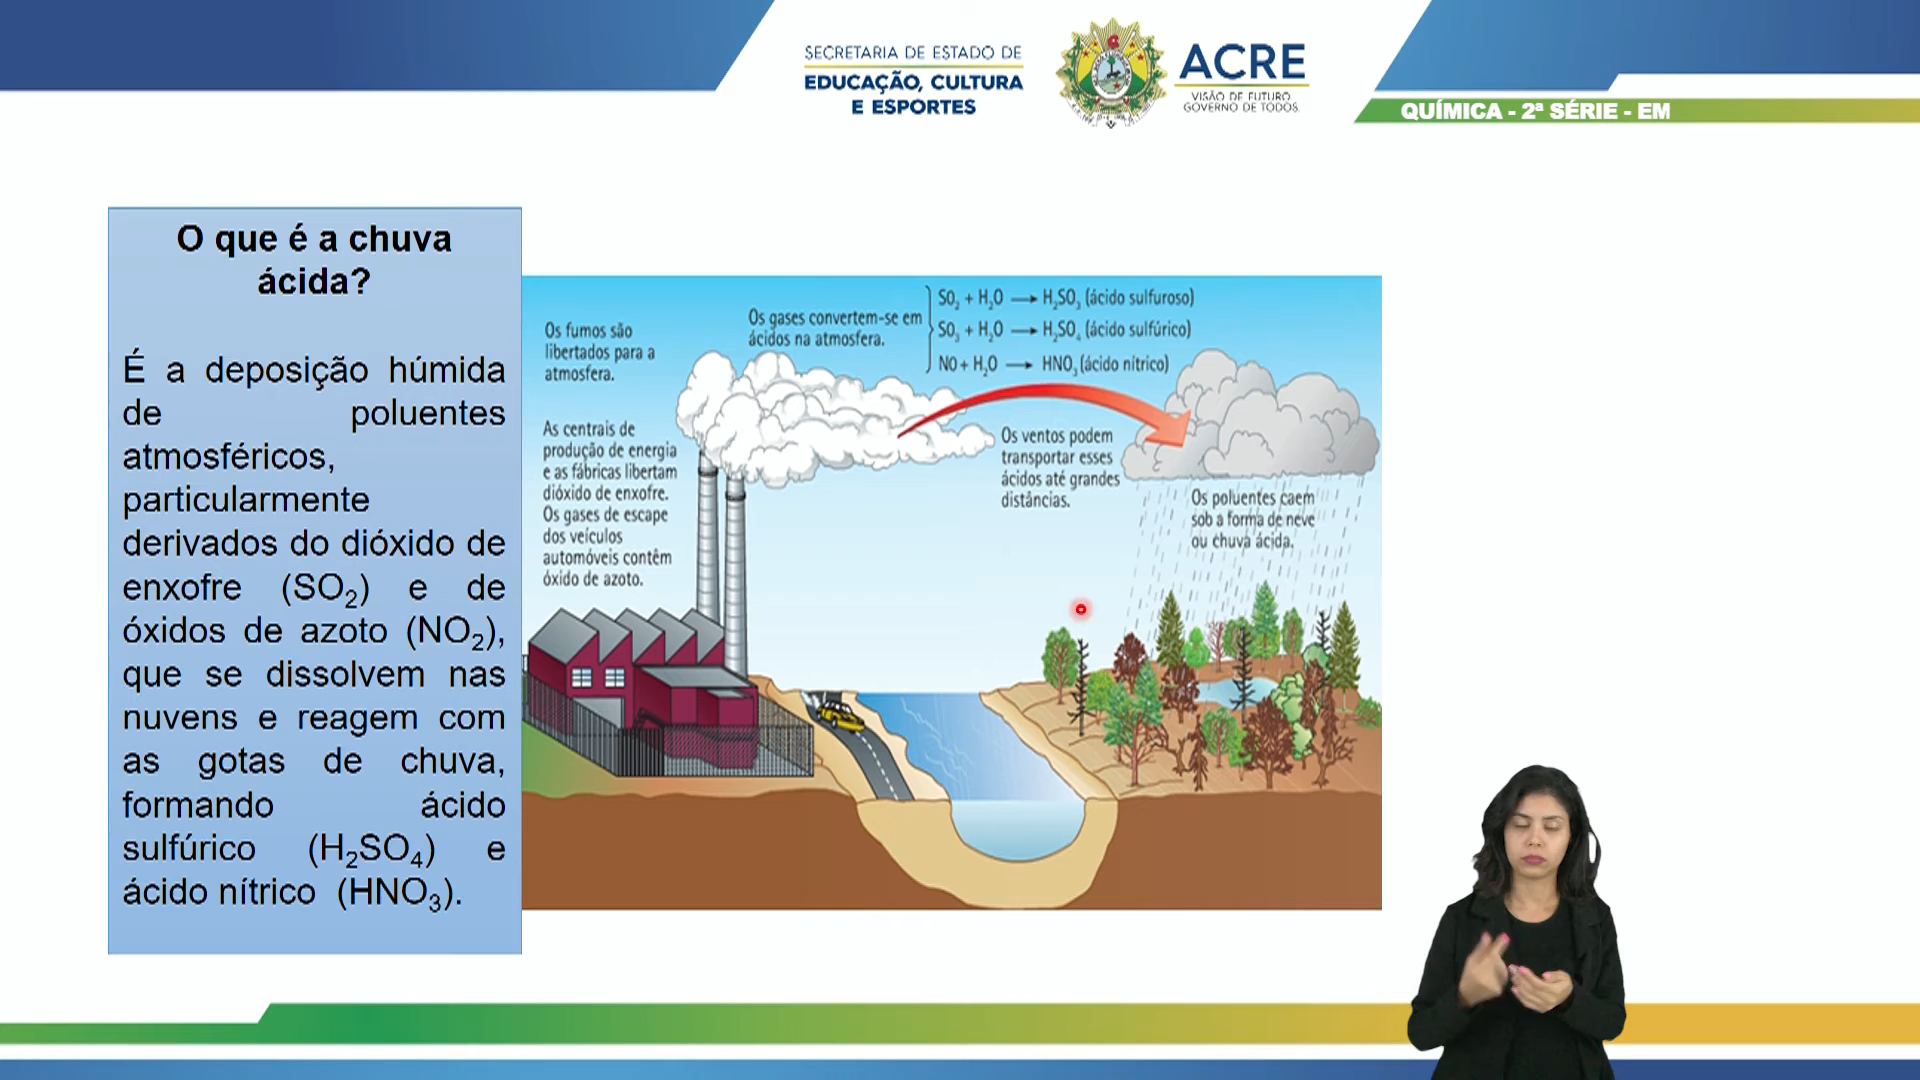 SECRETARIA DE ESTADO DE
EDUCAÇÃO, CULTURA
E ESPORTES
ACRE
VISÃO DE FUTURO
GOVERNO DE TODOS.
QUÍMICA - 2ª SÉRIE - EM
O que é a chuva
ácida?
É a deposição húmida
de poluentes
atmosféricos,
particularmente
derivados do dióxido de
enxofre (SO₂) e de
óxidos de azoto (NO₂),
que se dissolvem nas
nuvens e reagem com
as gotas de chuva,
formando ácido
sulfúrico (H₂SO₄) e
ácido nítrico (HNO₃).
Os fumos são
libertados para a
atmosfera.
Os gases convertem-se em
ácidos na atmosfera.
SO₂ + H₂O → H₂SO₃ (ácido sulfuroso)
SO₃ + H₂O → H₂SO₄ (ácido sulfúrico)
NO + H₂O → HNO₃ (ácido nítrico)
As centrais de
produção de energia
e as fábricas libertam
dióxido de enxofre.
Os gases de escape
dos veículos
automóveis contêm
óxido de azoto.
Os ventos podem
transportar esses
ácidos até grandes
distâncias.
Os poluentes caem
sob a forma de neve
ou chuva ácida.